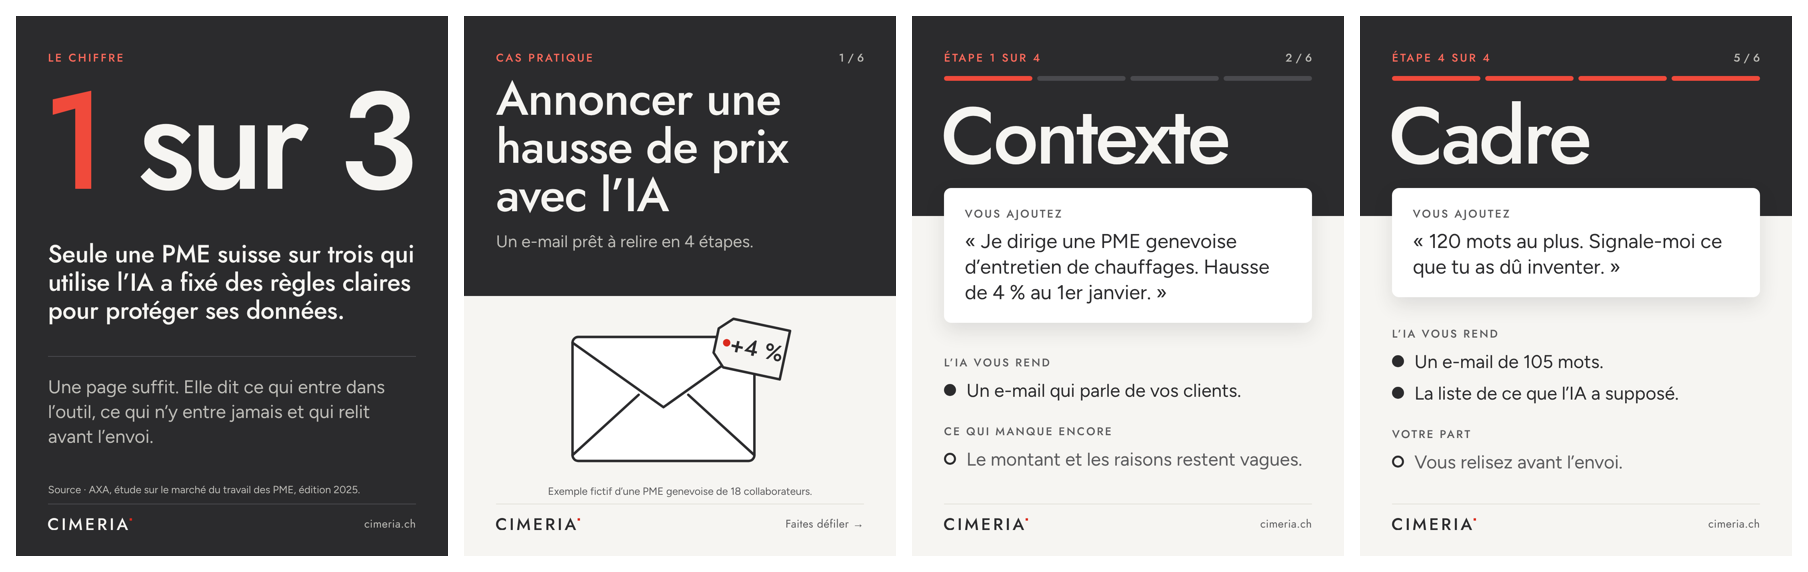 LE CHIFFRE
1 sur 3
Seule une PME suisse sur trois qui
utilise l’IA a fixé des règles claires
pour protéger ses données.
Une page suffit. Elle dit ce qui entre dans
l’outil, ce qui n’y entre jamais et qui relit
avant l’envoi.
Source · AXA, étude sur le marché du travail des PME, édition 2025.
CIMERIA
cimeria.ch
CAS PRATIQUE
1 / 6
Annoncer une
hausse de prix
avec l’IA
Un e-mail prêt à relire en 4 étapes.
+4 %
Exemple fictif d’une PME genevoise de 18 collaborateurs.
CIMERIA
Faites défiler →
ÉTAPE 1 SUR 4
2 / 6
Contexte
VOUS AJOUTEZ
« Je dirige une PME genevoise
d’entretien de chauffages. Hausse
de 4 % au 1er janvier. »
L’IA VOUS REND
Un e-mail qui parle de vos clients.
CE QUI MANQUE ENCORE
Le montant et les raisons restent vagues.
CIMERIA
cimeria.ch
ÉTAPE 4 SUR 4
5 / 6
Cadre
VOUS AJOUTEZ
« 120 mots au plus. Signale-moi ce
que tu as dû inventer. »
L’IA VOUS REND
Un e-mail de 105 mots.
La liste de ce que l’IA a supposé.
VOTRE PART
Vous relisez avant l’envoi.
CIMERIA
cimeria.ch